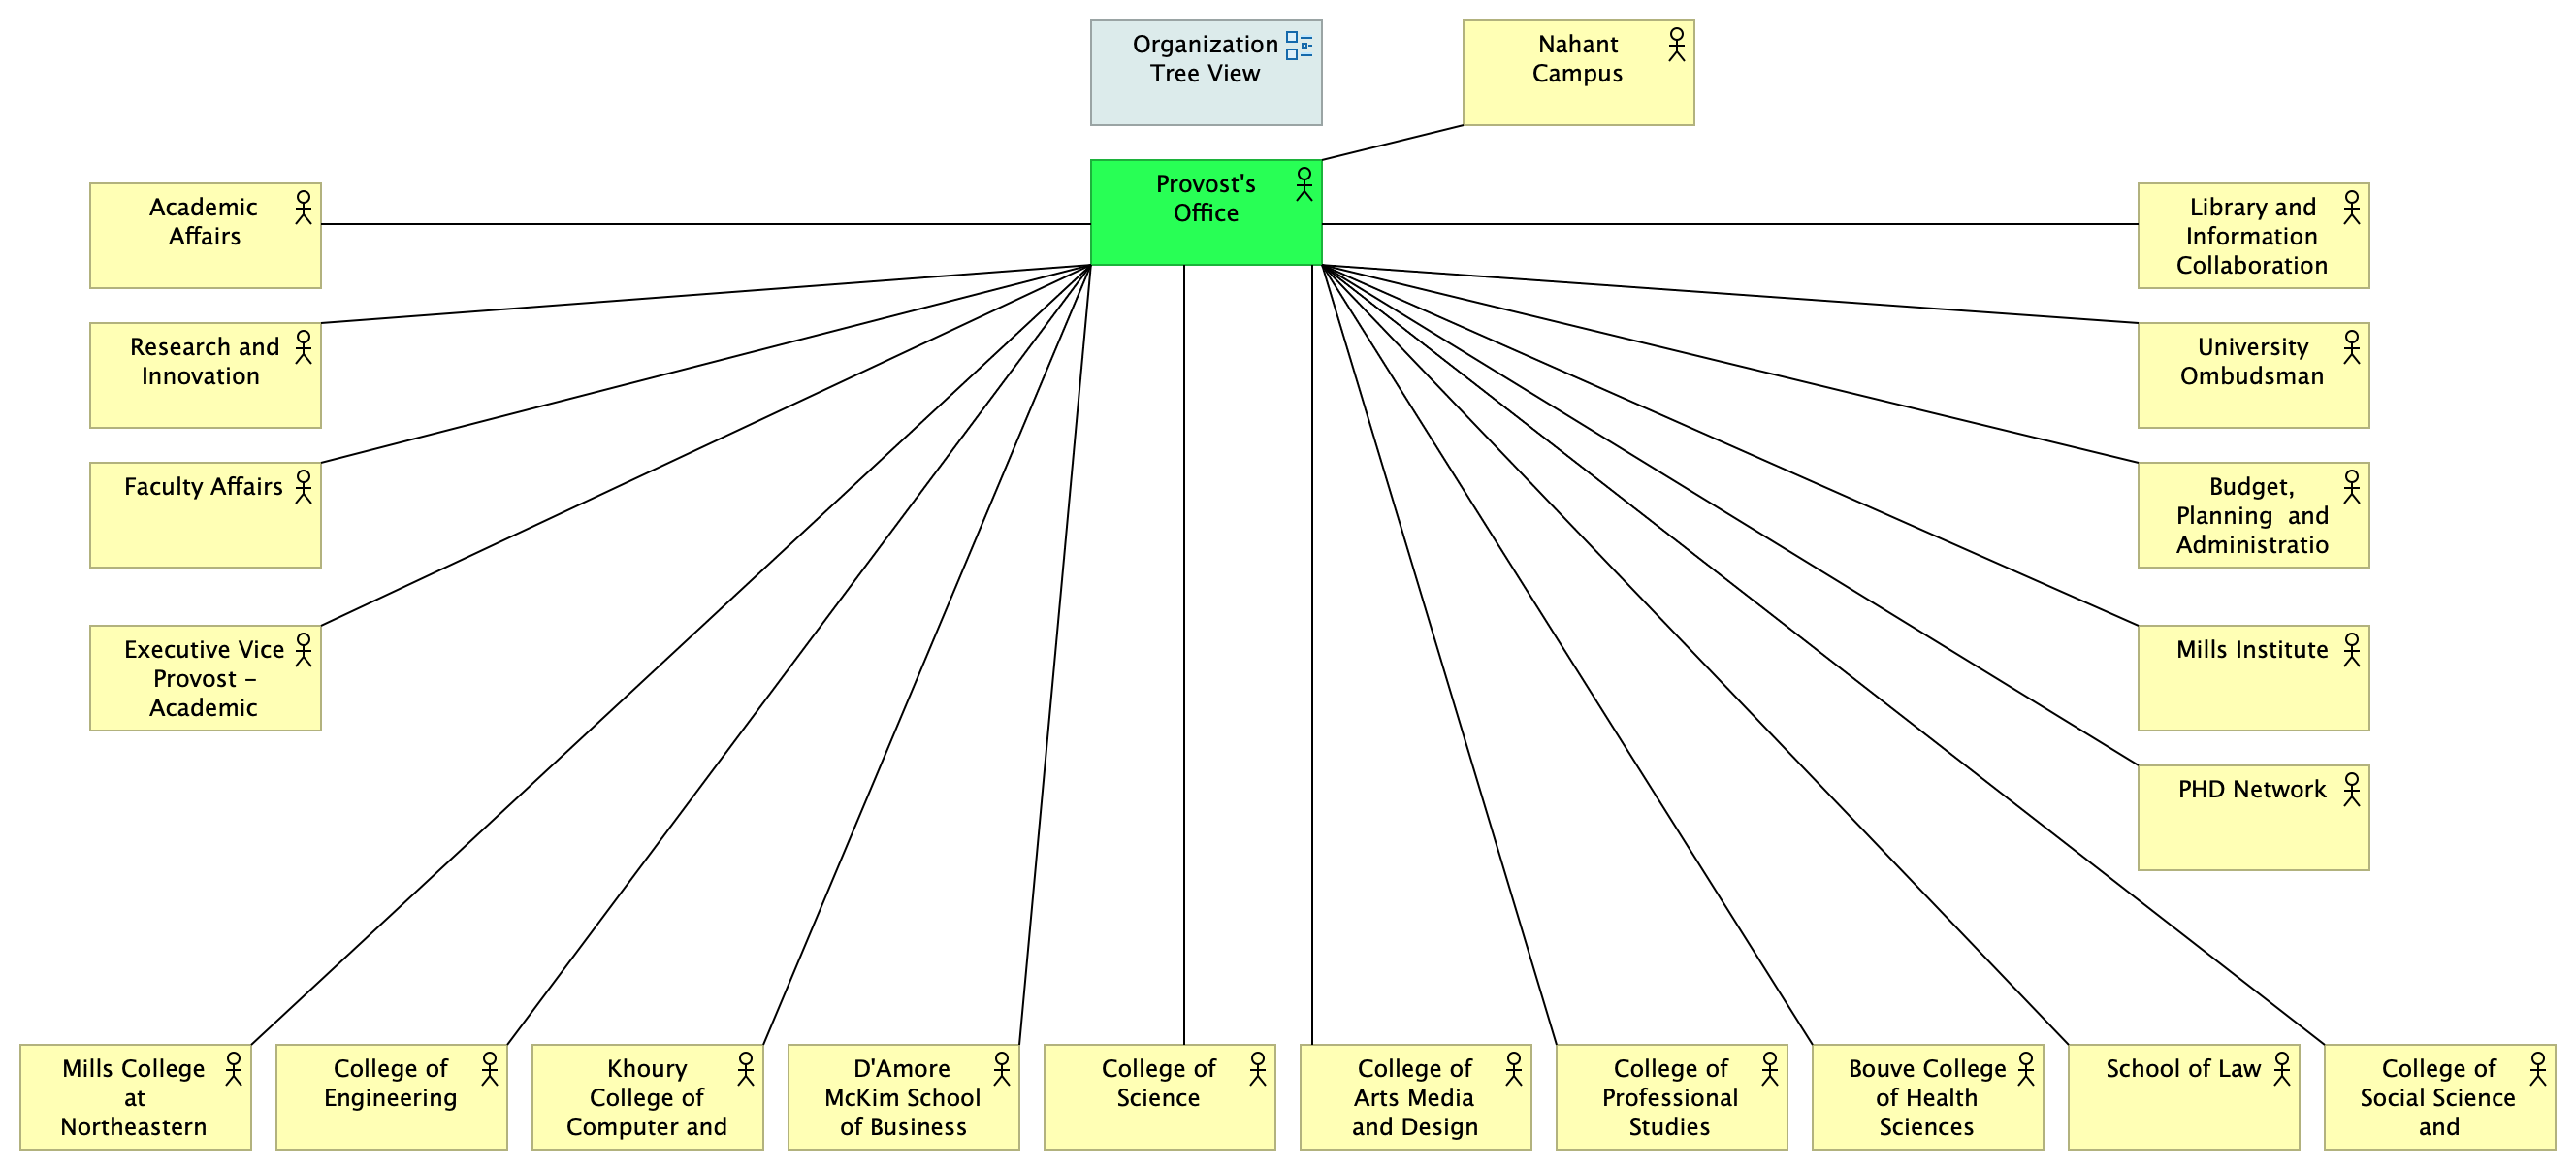 Organization
Tree View
Nahant
Campus
Provost's
Office
Academic
Affairs
Library and
Information
Collaboration
Research and
Innovation
University
Ombudsman
Faculty Affairs
Budget,
Planning  and
Administratio
Executive Vice
Provost –
Academic
Mills Institute
PHD Network
Mills College
at
Northeastern
College of
Engineering
Khoury
College of
Computer and
D'Amore
McKim School
of Business
College of
Science
College of
Arts Media
and Design
College of
Professional
Studies
Bouve College
of Health
Sciences
School of Law
College of
Social Science
and